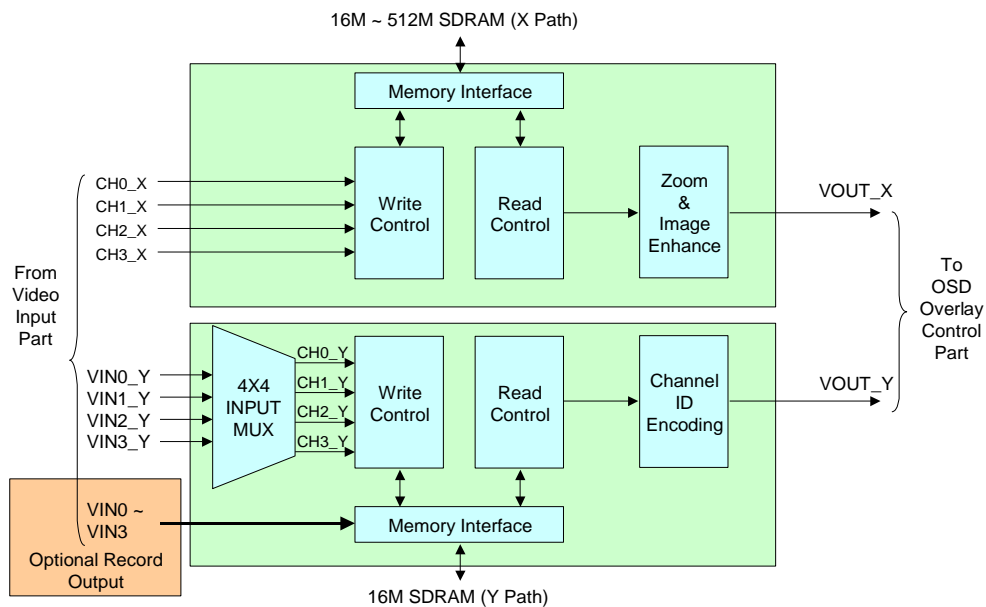 16M ~ 512M SDRAM (X Path)
Memory Interface
CH0_X
CH1_X
CH2_X
CH3_X
Write
Control
Read
Control
Zoom
&
Image
Enhance
VOUT_X
From
Video
Input
Part
To
OSD
Overlay
Control
Part
VIN0_Y
VIN1_Y
VIN2_Y
VIN3_Y
4X4
INPUT
MUX
CH0_Y
CH1_Y
CH2_Y
CH3_Y
Write
Control
Read
Control
Channel
ID
Encoding
VOUT_Y
VIN0 ~
VIN3
Optional Record
Output
Memory Interface
16M SDRAM (Y Path)